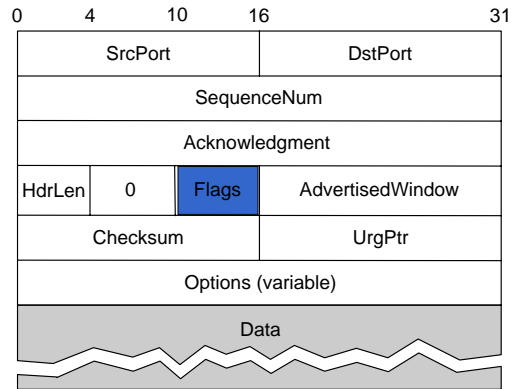 0 4 10 16 31
SrcPort DstPort
SequenceNum
Acknowledgment
HdrLen 0 Flags AdvertisedWindow
Checksum UrgPtr
Options (variable)
Data